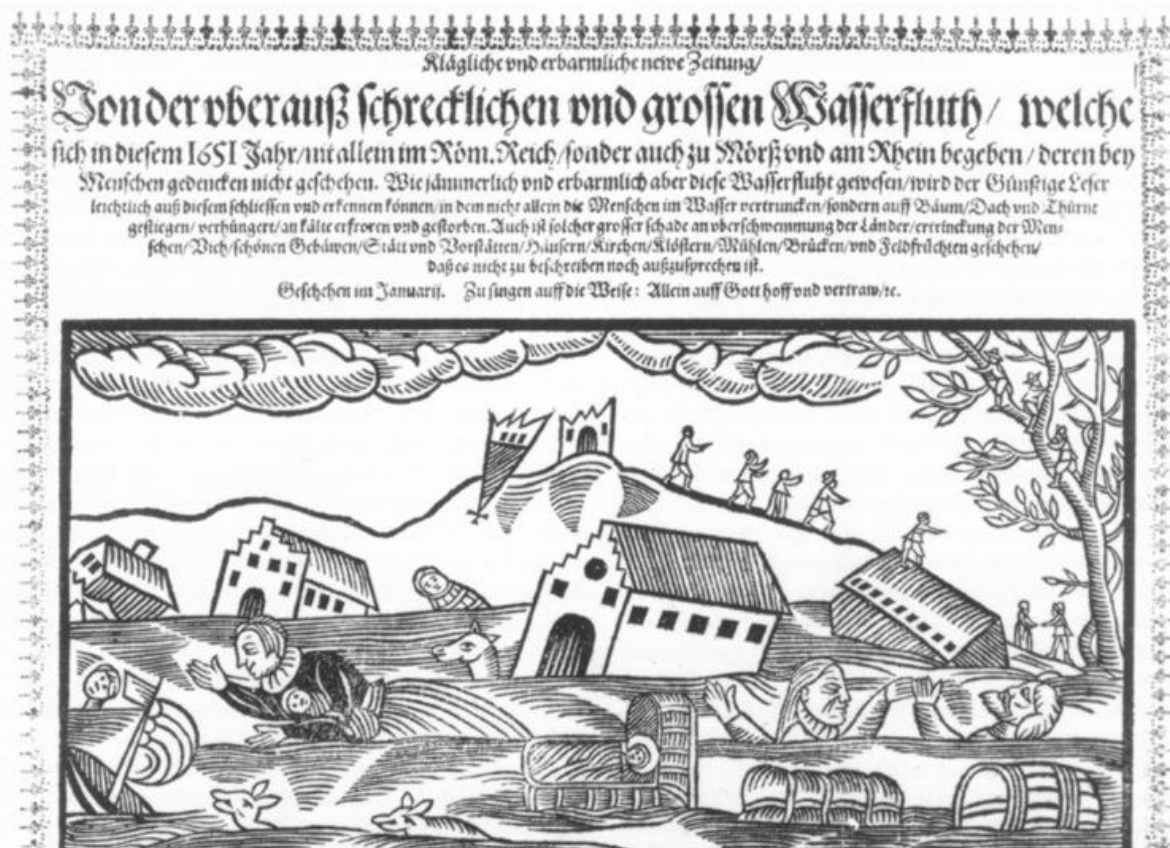 Klägliche vnd erbarmliche newe Zeitung/
Von der vberauß schrecklichen vnd grossen Wasserfluth/ welche
sich in diesem 1651 Jahr/nit allein im Röm. Reich/sonder auch zu Mörß vnd am Rhein begeben/deren bey
Menschen gedencken nicht geschehen. Wie jämmerlich vnd erbarmlich aber diese Wasserfluht gewesen/wird der Günstige Leser
leichtlich auß diesem schliessen vnd erkennen können/in dem nicht allein die Menschen im Wasser vertruncken/sondern auff Bäum/Dach vnd Thürne
gestiegen/verhüngert/an kälte erfroren vnd gestorben. Auch ist solcher grosser schade an vberschwemmung der Länder/ertrinckung der Men-
schen/Vieh/schönen Gebäwen/Stätt vnd Vorstätten/Häusern/Kirchen/Klöstern/Mühlen/Brücken/vnd Feldfrüchten geschehen/
daß es nicht zu beschreiben noch außzusprechen ist.
Geschehen im Januarij. Zu singen auff die Weise: Allein auff Gott hoff vnd vertraw/ꝛc.